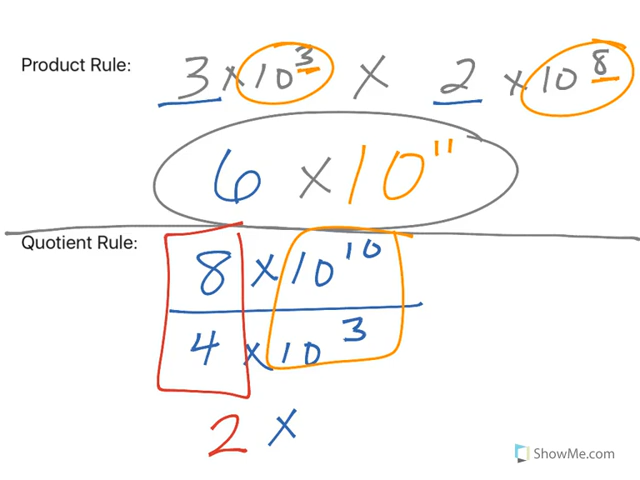 Product Rule: 3 × 10³ × 2 × 10⁸
6 × 10¹¹
Quotient Rule:
8 × 10¹⁰
4 × 10³
2 ×
ShowMe.com